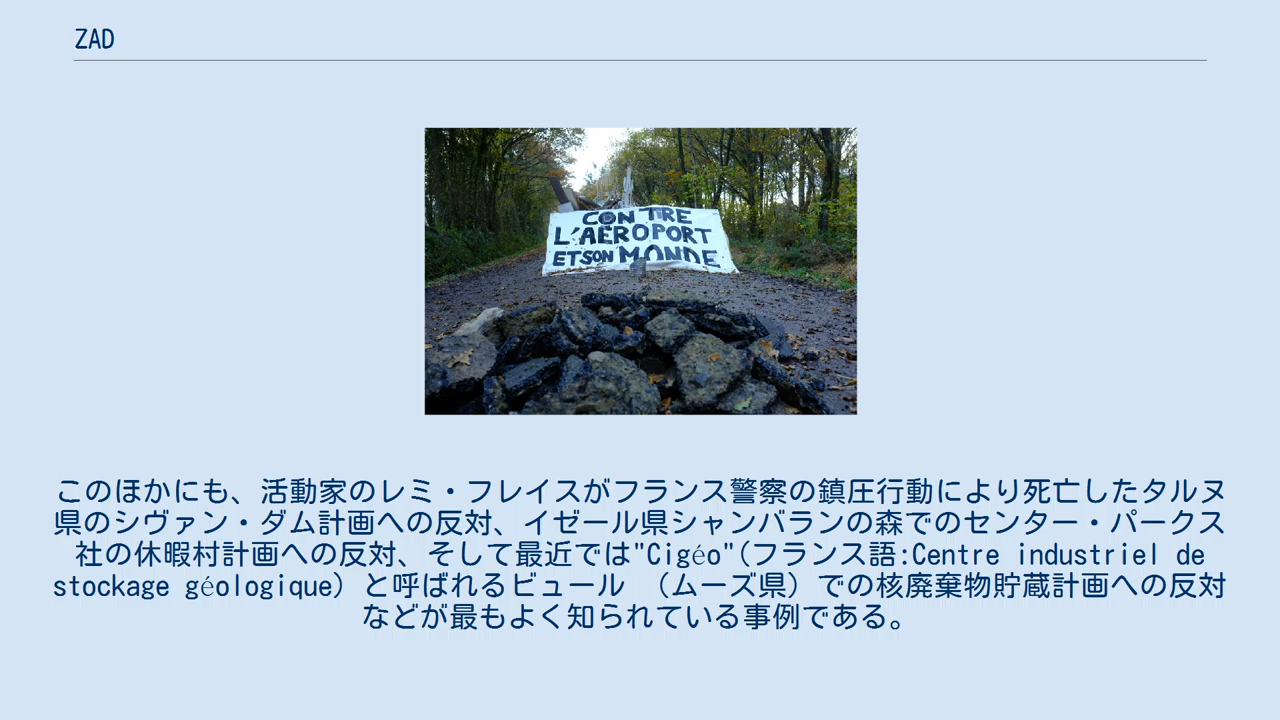 ZAD
CONTRE
L'AÉROPORT
ET SON MONDE
このほかにも、活動家のレミ・フレイスがフランス警察の鎮圧行動により死亡したタルヌ
県のシヴァン・ダム計画への反対、イゼール県シャンバランの森でのセンター・パークス
社の休暇村計画への反対、そして最近では"Cigéo"(フランス語:Centre industriel de
stockage géologique) と呼ばれるビュール （ムーズ県）での核廃棄物貯蔵計画への反対
などが最もよく知られている事例である。